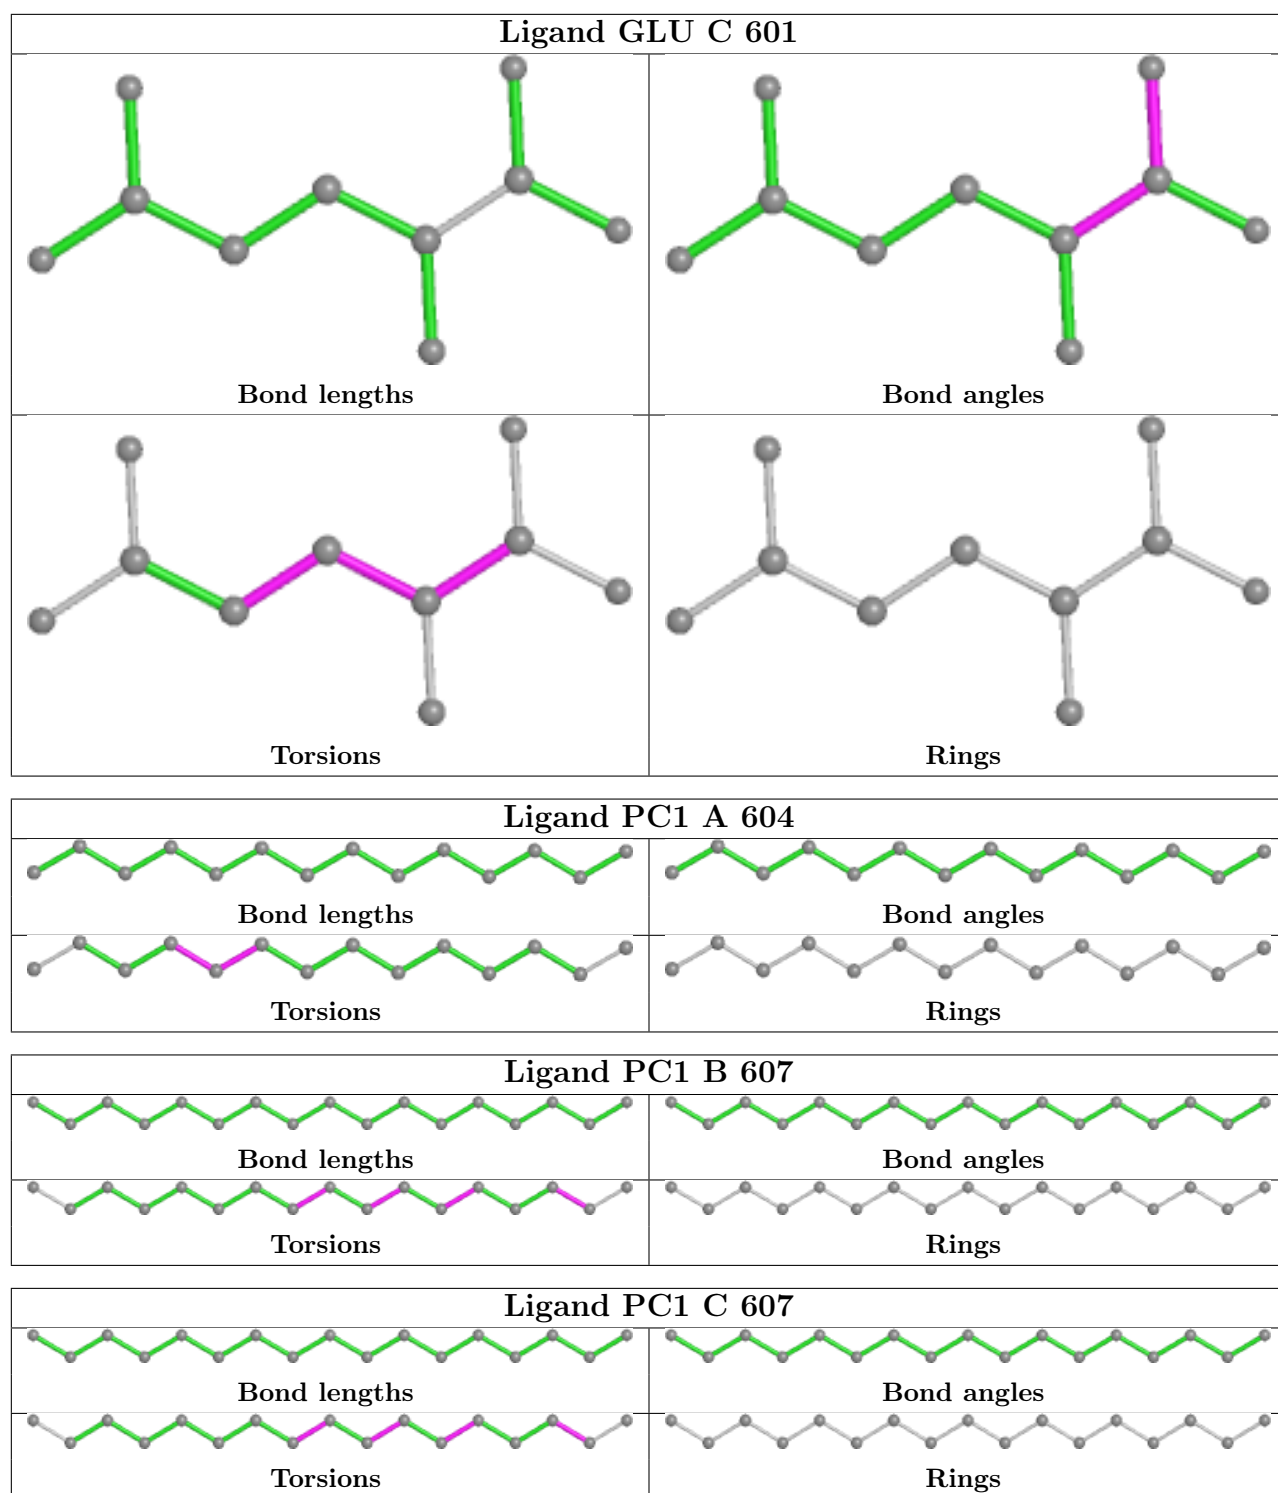 Ligand GLU C 601
Bond lengths
Bond angles
Torsions
Rings
Ligand PC1 A 604
Bond lengths
Bond angles
Torsions
Rings
Ligand PC1 B 607
Bond lengths
Bond angles
Torsions
Rings
Ligand PC1 C 607
Bond lengths
Bond angles
Torsions
Rings